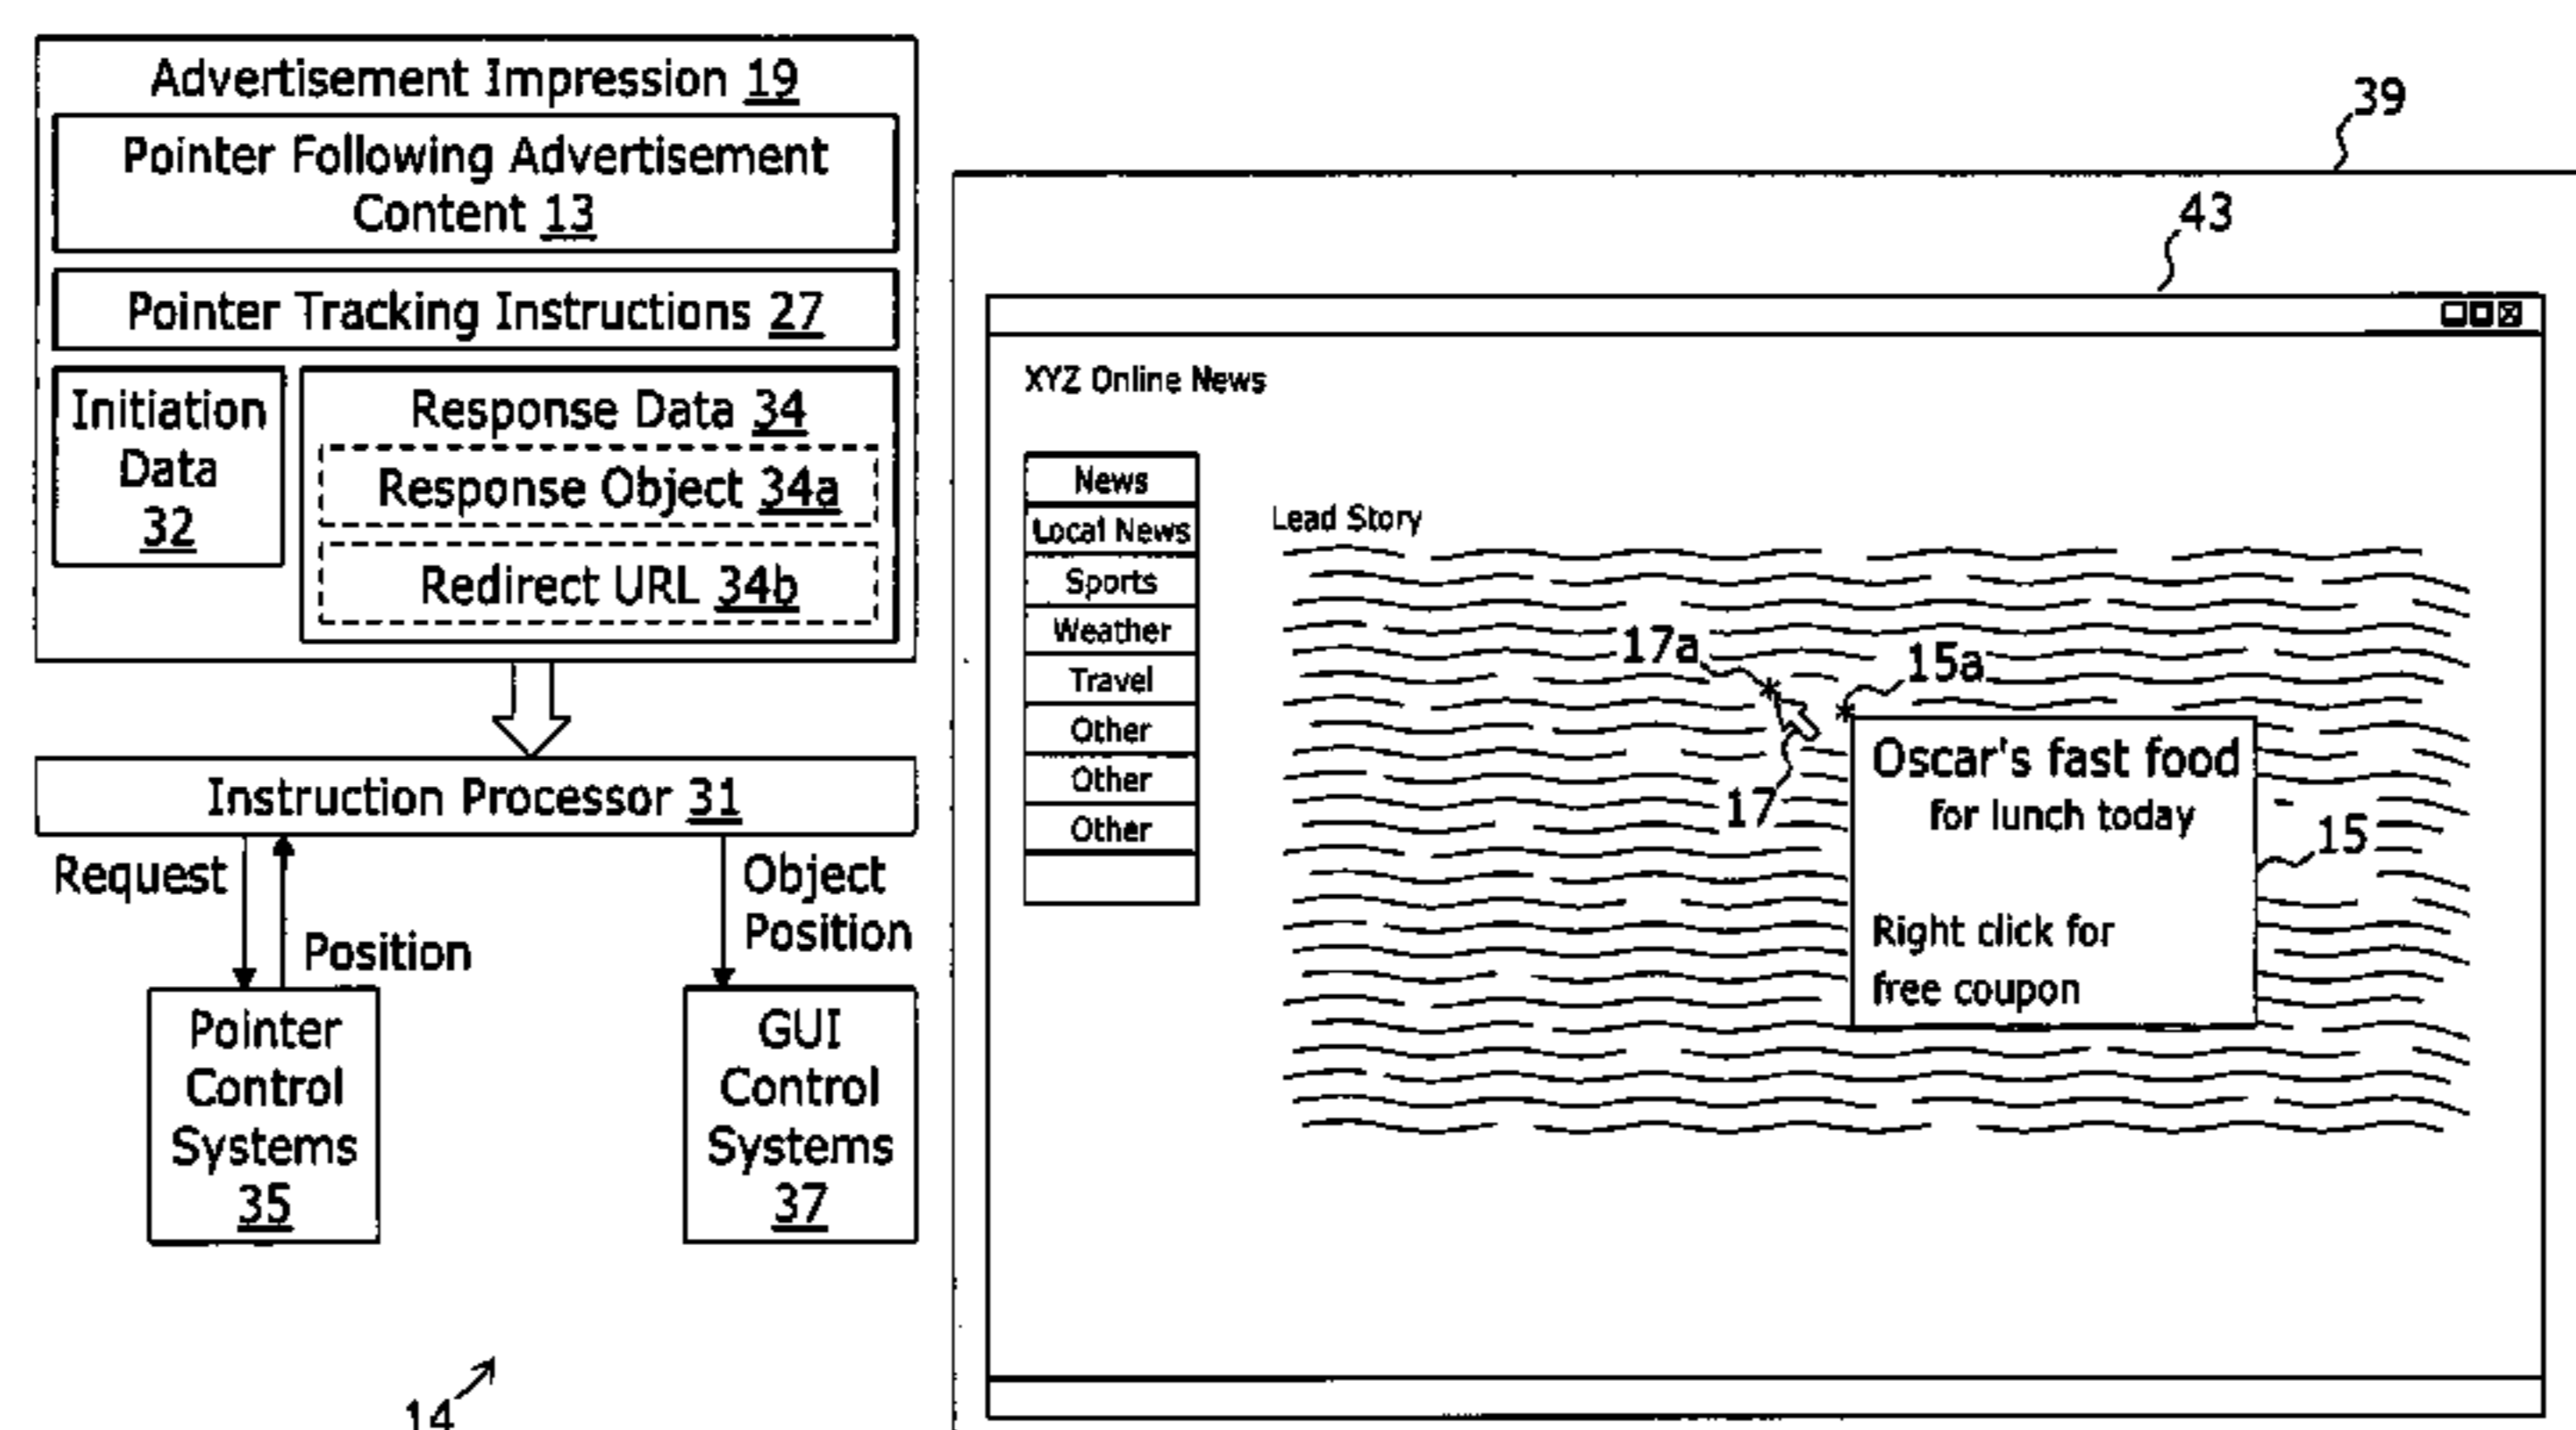 Advertisement Impression 19
Pointer Following Advertisement
Content 13
Pointer Tracking Instructions 27
Initiation
Data
32
Response Data 34
Response Object 34a
Redirect URL 34b
Instruction Processor 31
Request
Position
Object
Position
Pointer
Control
Systems
35
GUI
Control
Systems
37
14
39
43
XYZ Online News
News
Local News
Sports
Weather
Travel
Other
Other
Other
Lead Story
17a
15a
17
Oscar's fast food
for lunch today
15
Right click for
free coupon